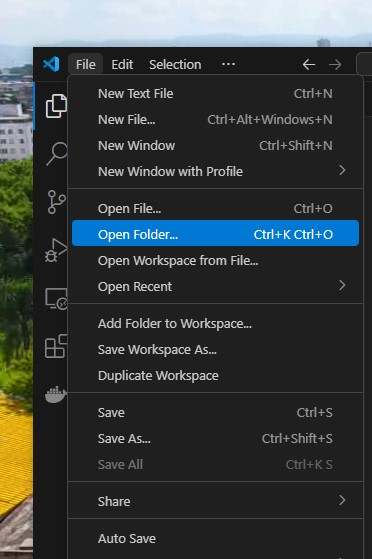 File Edit Selection ...
New Text File Ctrl+N
New File... Ctrl+Alt+Windows+N
New Window Ctrl+Shift+N
New Window with Profile
Open File... Ctrl+O
Open Folder... Ctrl+K Ctrl+O
Open Workspace from File...
Open Recent
Add Folder to Workspace...
Save Workspace As...
Duplicate Workspace
Save Ctrl+S
Save As... Ctrl+Shift+S
Save All Ctrl+K S
Share
Auto Save